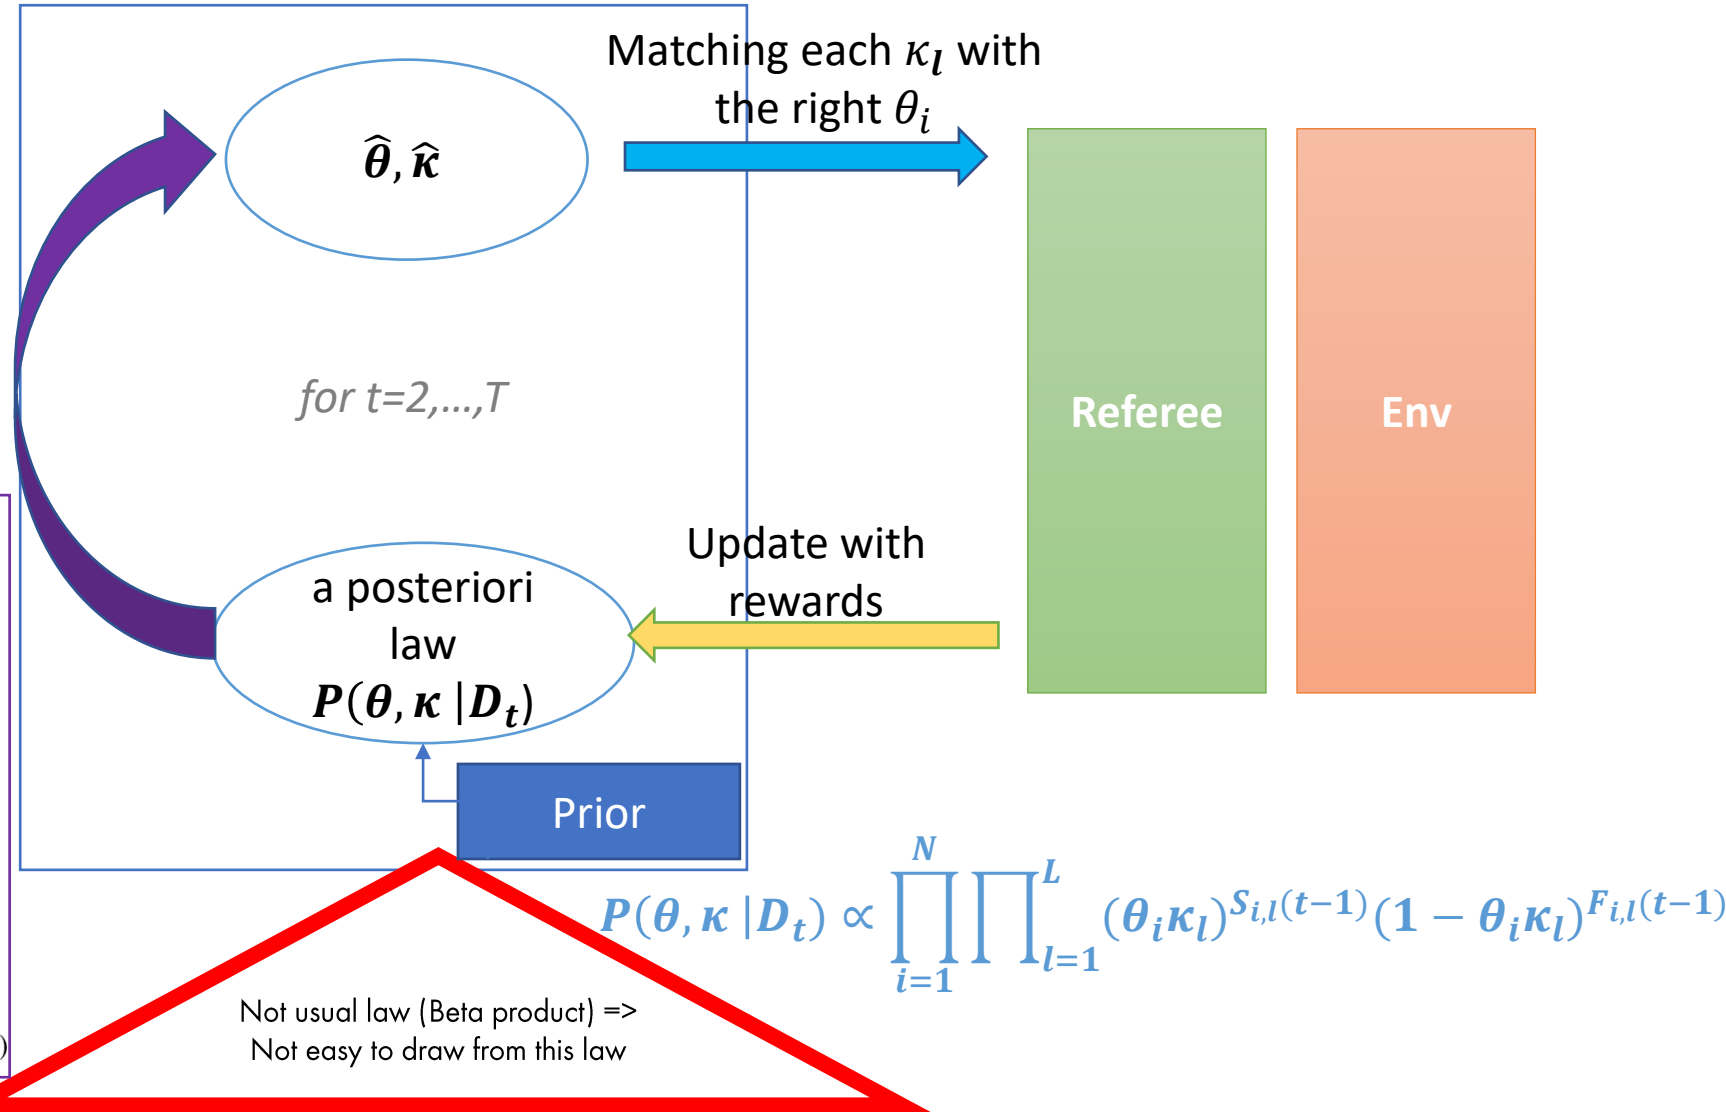 Matching each κ_l with
the right θ_i
θ̂, κ̂
for t=2,...,T
Referee
Env
Update with
rewards
a posteriori
law
P(θ, κ |D_t)
Prior
P(θ, κ |D_t) ∝ ∏_{i=1}^{N} ∏_{l=1}^{L} (θ_i κ_l)^{S_{i,l}(t−1)} (1 − θ_i κ_l)^{F_{i,l}(t−1)}
Not usual law (Beta product) =>
Not easy to draw from this law
)